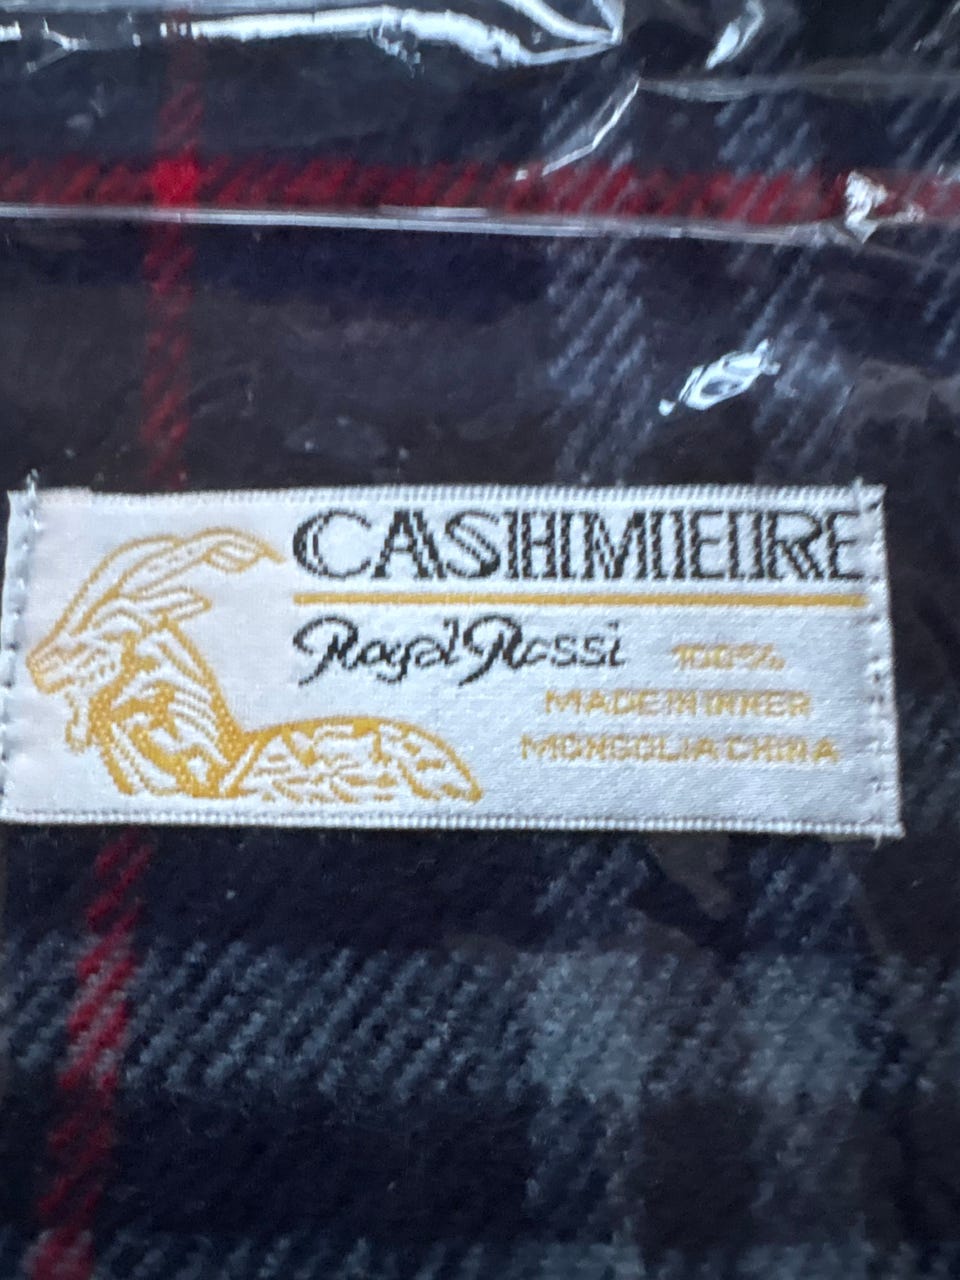 CASHMERE
Royal Rossi
100%
MADE IN INNER
MONGOLIA CHINA